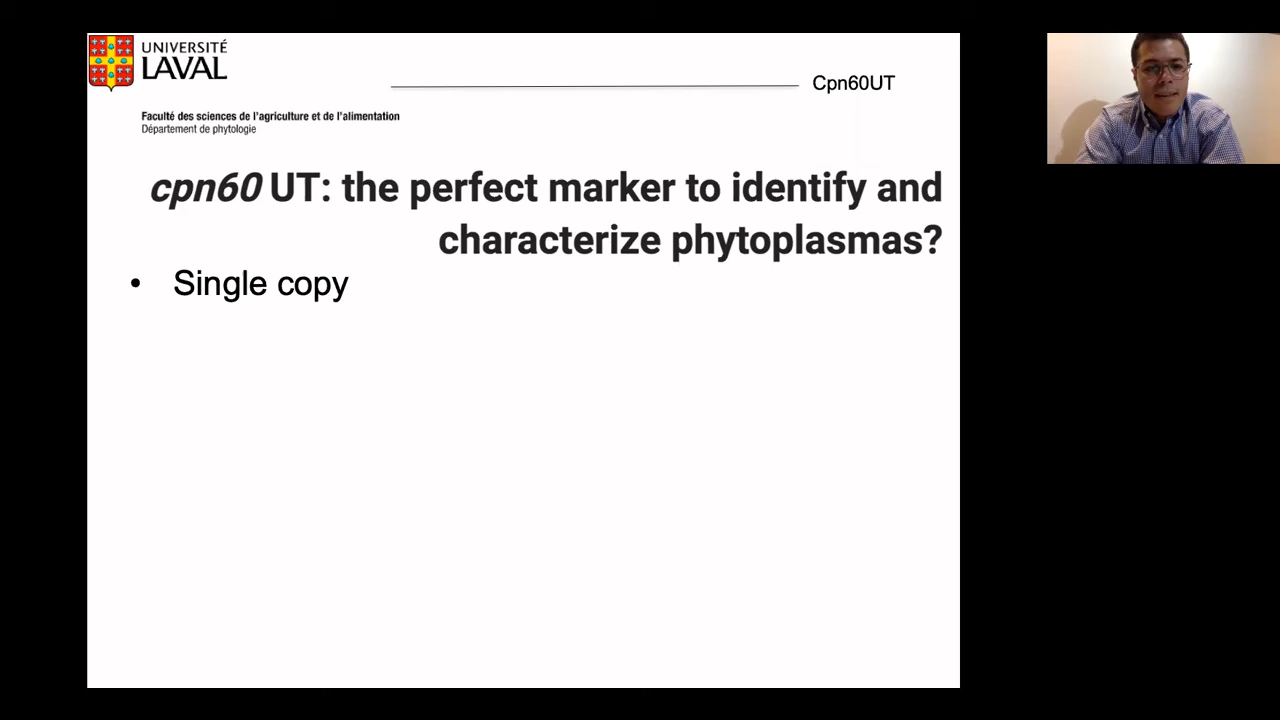 UNIVERSITÉ
LAVAL
Cpn60UT
Faculté des sciences de l'agriculture et de l'alimentation
Département de phytologie
cpn60 UT: the perfect marker to identify and
characterize phytoplasmas?
• Single copy